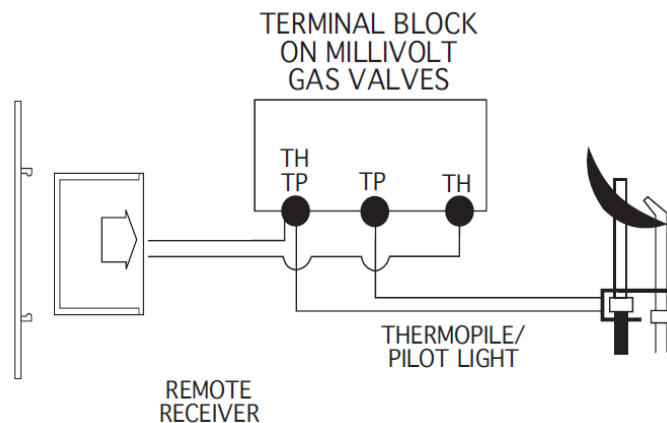 TERMINAL BLOCK
ON MILLIVOLT
GAS VALVES
TH
TP
TP
TH
THERMOPILE/
PILOT LIGHT
REMOTE
RECEIVER